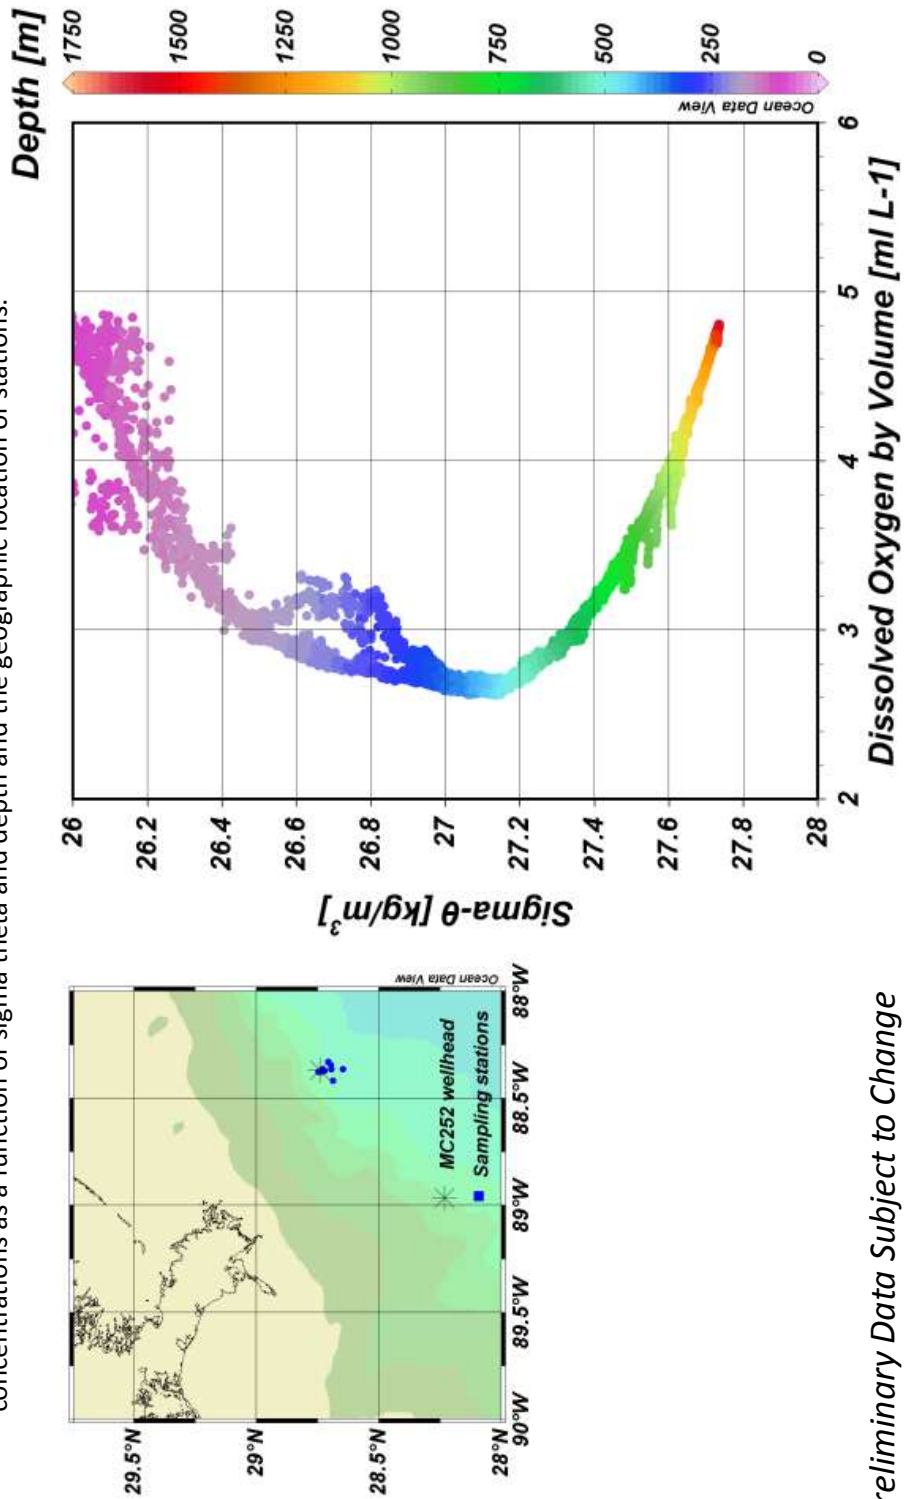 concentrations as a function of sigma theta and depth and the geographic location of stations.
29.5°N
29°N
28.5°N
28°N
90°W
89.5°W
89°W
88.5°W
88°W
MC252 wellhead
Sampling stations
Ocean Data View
Sigma-θ [kg/m³]
26
26.2
26.4
26.6
26.8
27
27.2
27.4
27.6
27.8
28
2
3
4
5
6
Dissolved Oxygen by Volume [ml L-1]
Depth [m]
1750
1500
1250
1000
750
500
250
0
Ocean Data View
reliminary Data Subject to Change